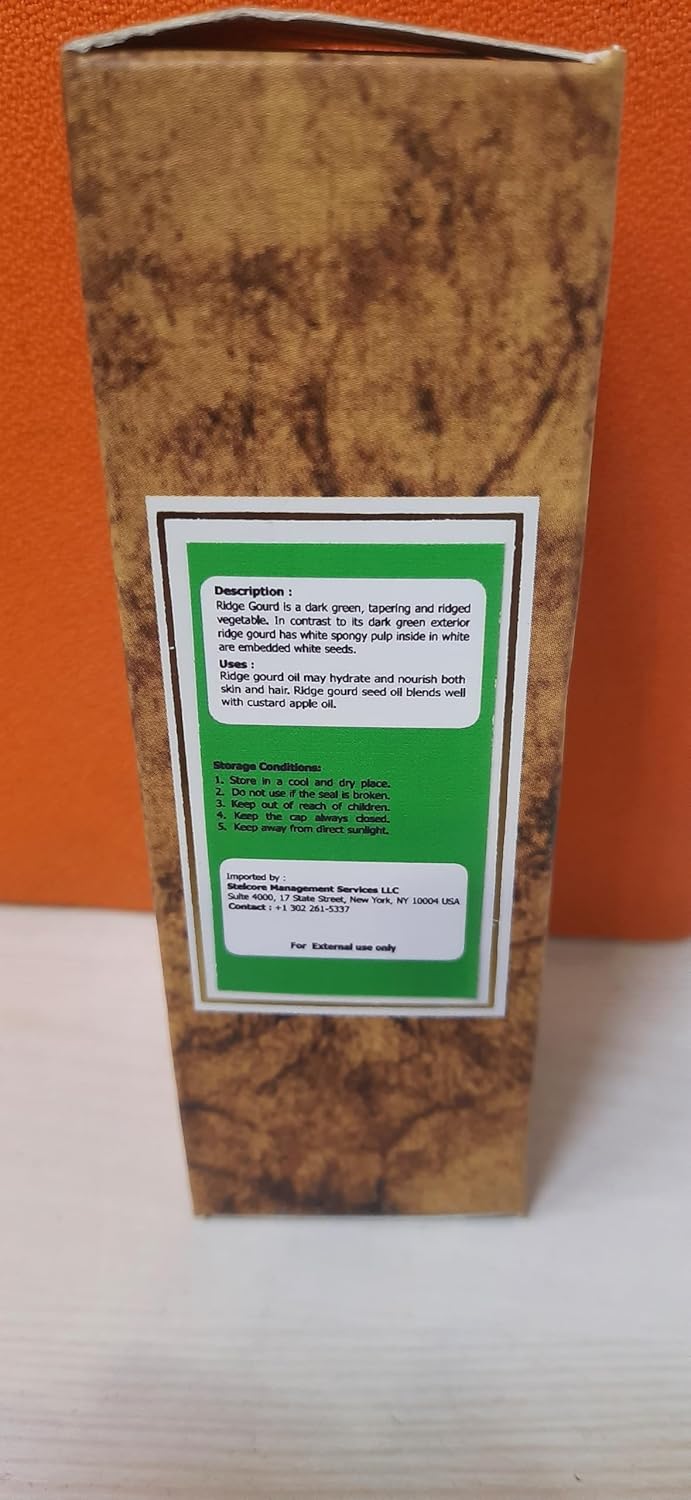 Description :
Ridge Gourd is a dark green, tapering and ridged
vegetable. In contrast to its dark green exterior
ridge gourd has white spongy pulp inside in white
are embedded white seeds.
Uses :
Ridge gourd oil may hydrate and nourish both
skin and hair. Ridge gourd seed oil blends well
with custard apple oil.
Storage Conditions:
1. Store in a cool and dry place.
2. Do not use if the seal is broken.
3. Keep out of reach of children.
4. Keep the cap always closed.
5. Keep away from direct sunlight.
Imported by :
Stelcore Management Services LLC
Suite 4000, 17 State Street, New York, NY 10004 USA
Contact : +1 302 261-5337
For External use only